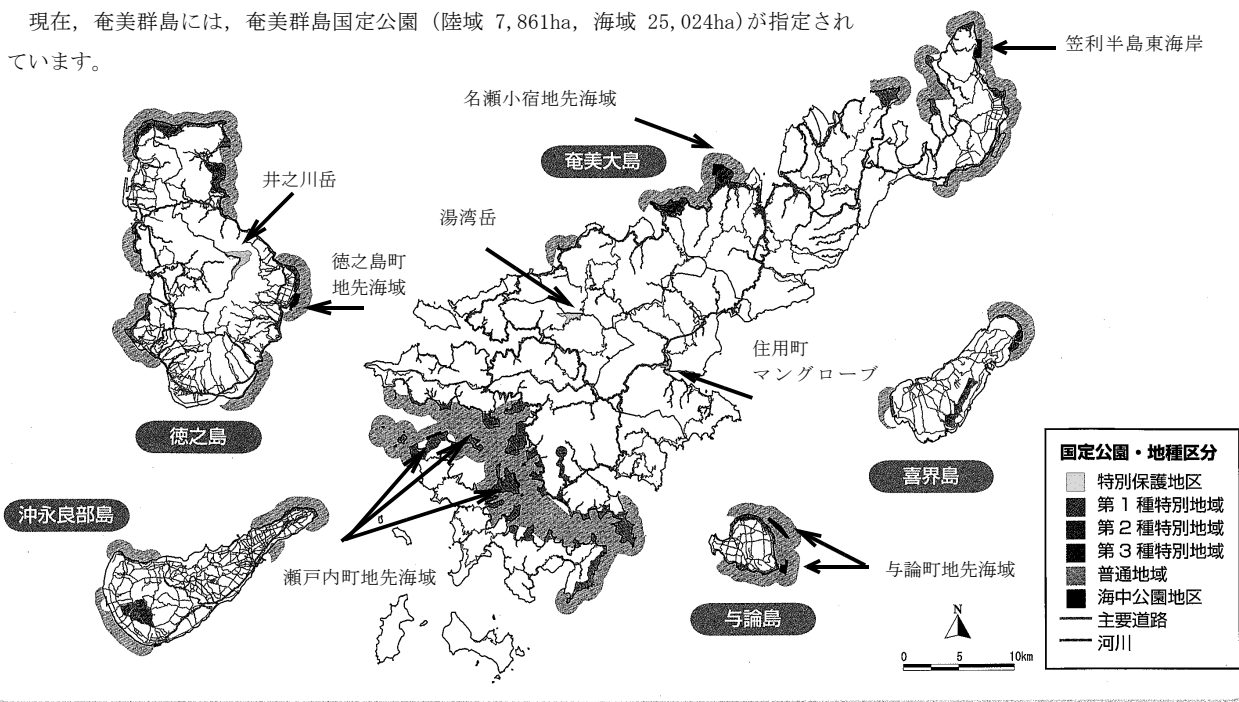 現在，奄美群島には，奄美群島国定公園（陸域 7,861ha，海域 25,024ha)が指定され
ています。
笠利半島東海岸
名瀬小宿地先海域
奄美大島
井之川岳
湯湾岳
徳之島町
地先海域
住用町
マングローブ
徳之島
喜界島
沖永良部島
瀬戸内町地先海域
与論町地先海域
与論島
N
0 5 10km
国定公園・地種区分
特別保護地区
第１種特別地域
第２種特別地域
第３種特別地域
普通地域
海中公園地区
主要道路
河川